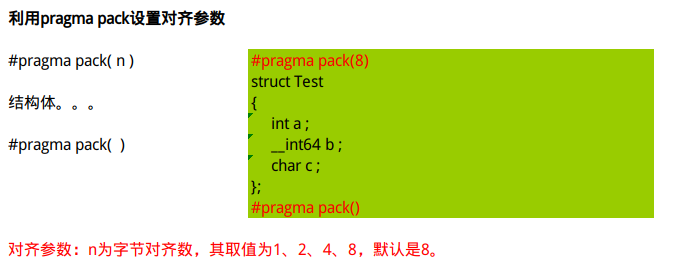 利用pragma pack设置对齐参数
#pragma pack( n )
结构体。。。
#pragma pack(  )
#pragma pack(8)
struct Test
{
int a ;
__int64 b ;
char c ;
};
#pragma pack()
对齐参数：n为字节对齐数，其取值为1、2、4、8，默认是8。